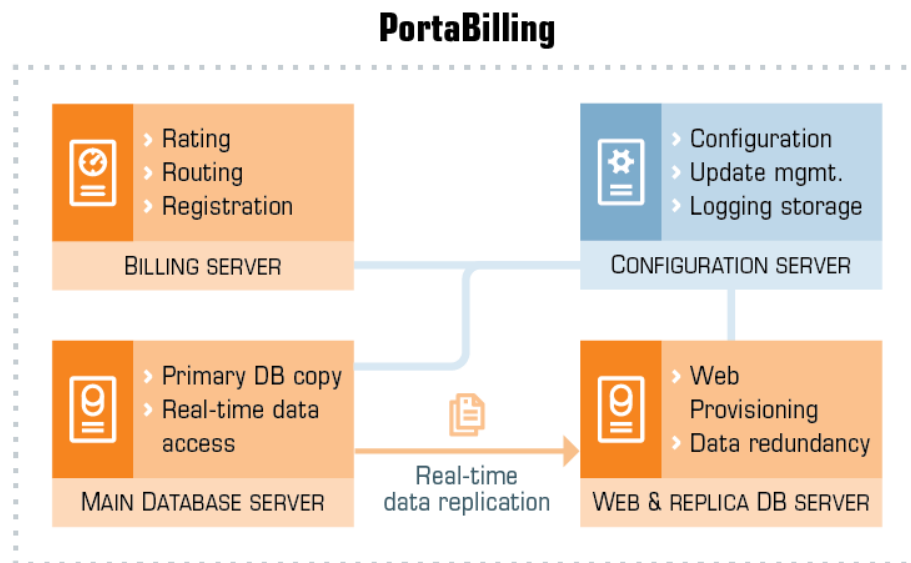 PortaBilling
Rating
Routing
Registration
BILLING SERVER
Configuration
Update mgmt.
Logging storage
CONFIGURATION SERVER
Primary DB copy
Real-time data
access
MAIN DATABASE SERVER
Real-time
data replication
Web
Provisioning
Data redundancy
WEB & REPLICA DB SERVER